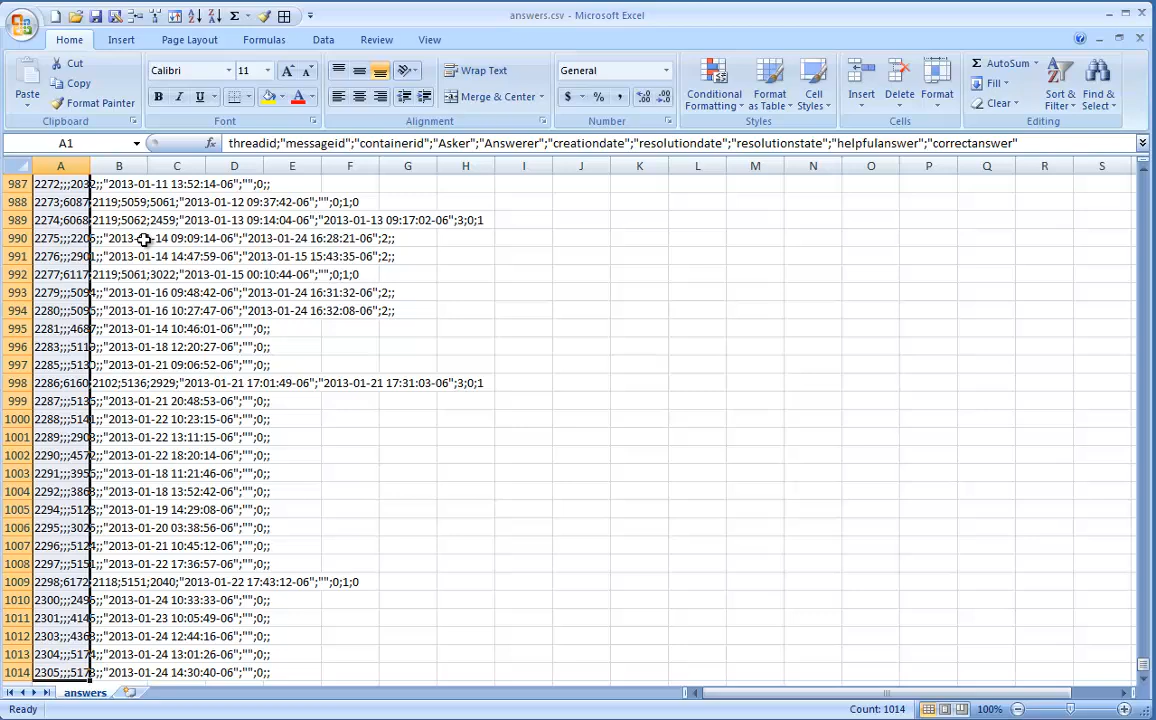 answers.csv - Microsoft Excel
Home Insert Page Layout Formulas Data Review View
Paste
Cut
Copy
Format Painter
Clipboard
Calibri 11
B I U
Font
Wrap Text
Merge & Center
Alignment
General
$ % ,
Number
Conditional Formatting
Format as Table
Cell Styles
Styles
Insert Delete Format
Cells
Σ AutoSum
Fill
Clear
Sort & Filter
Find & Select
Editing
A1 fx threadid;"messageid";"containerid";"Asker";"Answerer";"creationdate";"resolutiondate";"resolutionstate";"helpfulanswer";"correctanswer"
A B C D E F G H I J K L M N O P Q R S
987 2272;;;2032;;"2013-01-11 13:52:14-06";"";0;;
988 2273;6087;2119;5059;5061;"2013-01-12 09:37:42-06";"";0;1;0
989 2274;6068;2119;5062;2459;"2013-01-13 09:14:04-06";"2013-01-13 09:17:02-06";3;0;1
990 2275;;;2205;;"2013-01-14 09:09:14-06";"2013-01-24 16:28:21-06";2;;
991 2276;;;2901;;"2013-01-14 14:47:59-06";"2013-01-15 15:43:35-06";2;;
992 2277;6117;2119;5061;3022;"2013-01-15 00:10:44-06";"";0;1;0
993 2279;;;5094;;"2013-01-16 09:48:42-06";"2013-01-24 16:31:32-06";2;;
994 2280;;;5095;;"2013-01-16 10:27:47-06";"2013-01-24 16:32:08-06";2;;
995 2281;;;4687;;"2013-01-14 10:46:01-06";"";0;;
996 2283;;;5119;;"2013-01-18 12:20:27-06";"";0;;
997 2285;;;5130;;"2013-01-21 09:06:52-06";"";0;;
998 2286;6160;2102;5136;2929;"2013-01-21 17:01:49-06";"2013-01-21 17:31:03-06";3;0;1
999 2287;;;5135;;"2013-01-21 20:48:53-06";"";0;;
1000 2288;;;5141;;"2013-01-22 10:23:15-06";"";0;;
1001 2289;;;2903;;"2013-01-22 13:11:15-06";"";0;;
1002 2290;;;4572;;"2013-01-22 18:20:14-06";"";0;;
1003 2291;;;3955;;"2013-01-18 11:21:46-06";"";0;;
1004 2292;;;3863;;"2013-01-18 13:52:42-06";"";0;;
1005 2294;;;5123;;"2013-01-19 14:29:08-06";"";0;;
1006 2295;;;3025;;"2013-01-20 03:38:56-06";"";0;;
1007 2296;;;5124;;"2013-01-21 10:45:12-06";"";0;;
1008 2297;;;5151;;"2013-01-22 17:36:57-06";"";0;;
1009 2298;6172;2118;5151;2040;"2013-01-22 17:43:12-06";"";0;1;0
1010 2300;;;2495;;"2013-01-24 10:33:33-06";"";0;;
1011 2301;;;4145;;"2013-01-23 10:05:49-06";"";0;;
1012 2303;;;4363;;"2013-01-24 12:44:16-06";"";0;;
1013 2304;;;5174;;"2013-01-24 13:01:26-06";"";0;;
1014 2305;;;5173;;"2013-01-24 14:30:40-06";"";0;;
answers
Ready Count: 1014 100%